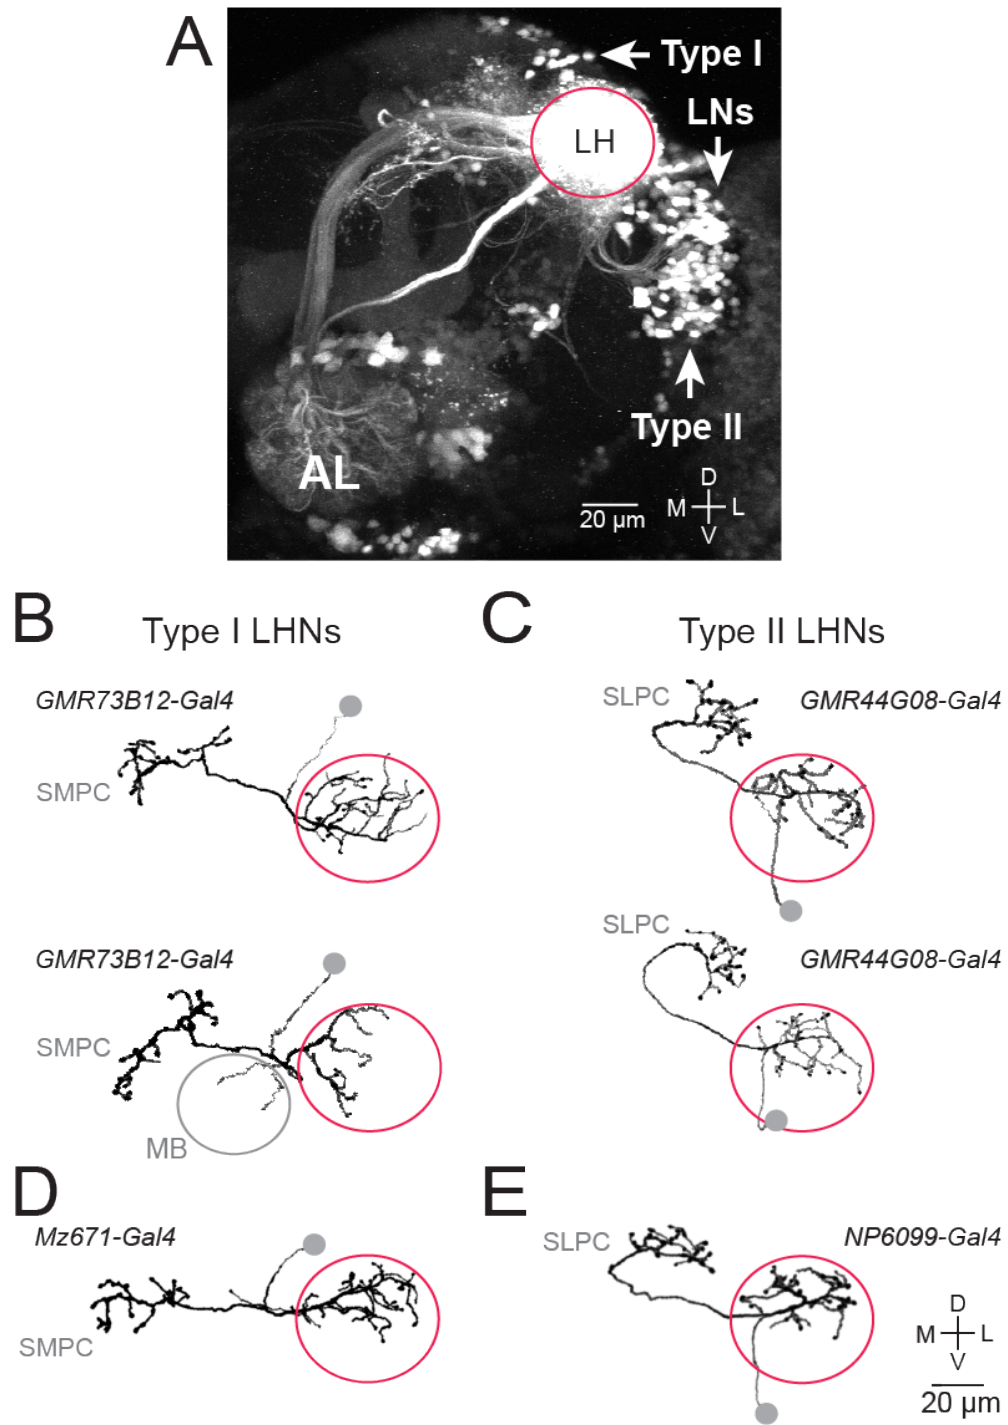 A
Type I
LNs
LH
Type II
AL
20 µm
D
M L
V
B
Type I LHNs
GMR73B12-Gal4
SMPC
GMR73B12-Gal4
SMPC
MB
C
Type II LHNs
SLPC
GMR44G08-Gal4
SLPC
GMR44G08-Gal4
D
Mz671-Gal4
SMPC
E
SLPC
NP6099-Gal4
D
M L
V
20 µm